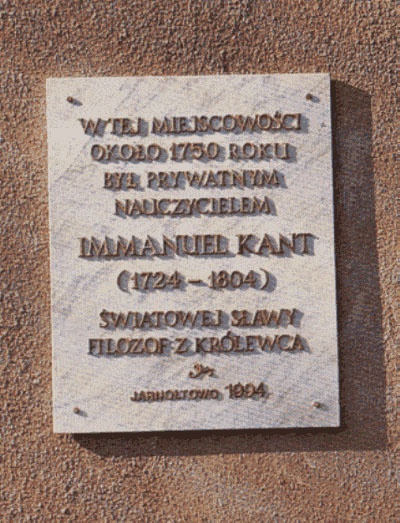 W TEJ MIEJSCOWOŚCI
OKOŁO 1750 ROKU
BYŁ PRYWATNYM
NAUCZYCIELEM
IMMANUEL KANT
(1724 – 1804)
ŚWIATOWEJ SŁAWY
FILOZOF Z KRÓLEWCA
JARNOŁTOWO 1994